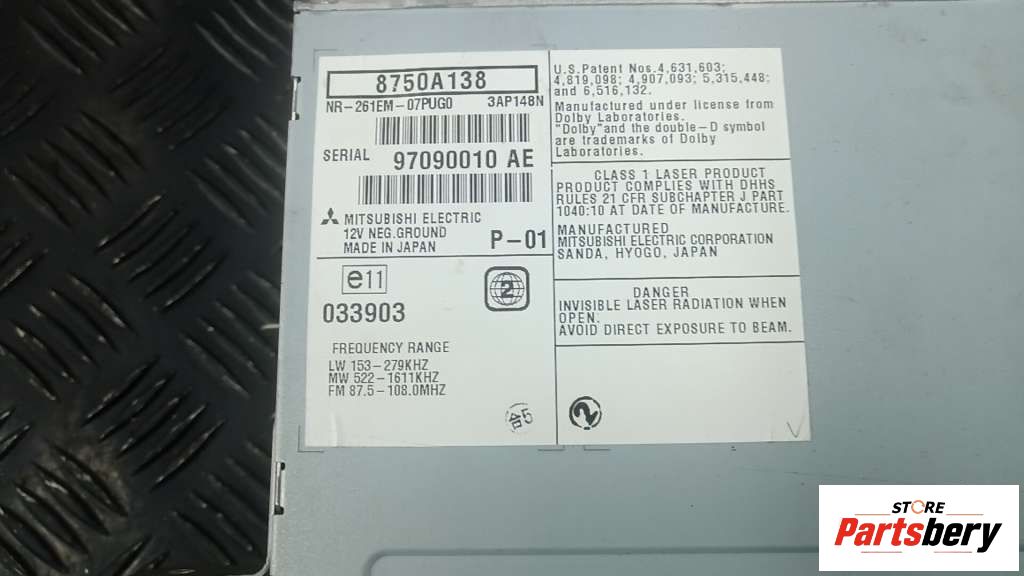 8750A138
NR-261EM-07PUG0 3AP148N
SERIAL 97090010 AE
MITSUBISHI ELECTRIC
12V NEG.GROUND
MADE IN JAPAN P-01
e11
2
033903
FREQUENCY RANGE
LW 153-279KHZ
MW 522-1611KHZ
FM 87.5-108.0MHZ
U.S.Patent Nos.4,631,603;
4,819,098; 4,907,093; 5,315,448;
and 6,516,132.
Manufactured under license from
Dolby Laboratories.
"Dolby"and the double-D symbol
are trademarks of Dolby
Laboratories.
CLASS 1 LASER PRODUCT
PRODUCT COMPLIES WITH DHHS
RULES 21 CFR SUBCHAPTER J PART
1040:10 AT DATE OF MANUFACTURE.
MANUFACTURED
MITSUBISHI ELECTRIC CORPORATION
SANDA, HYOGO, JAPAN
DANGER
INVISIBLE LASER RADIATION WHEN
OPEN.
AVOID DIRECT EXPOSURE TO BEAM.
2
STORE
Partsbery